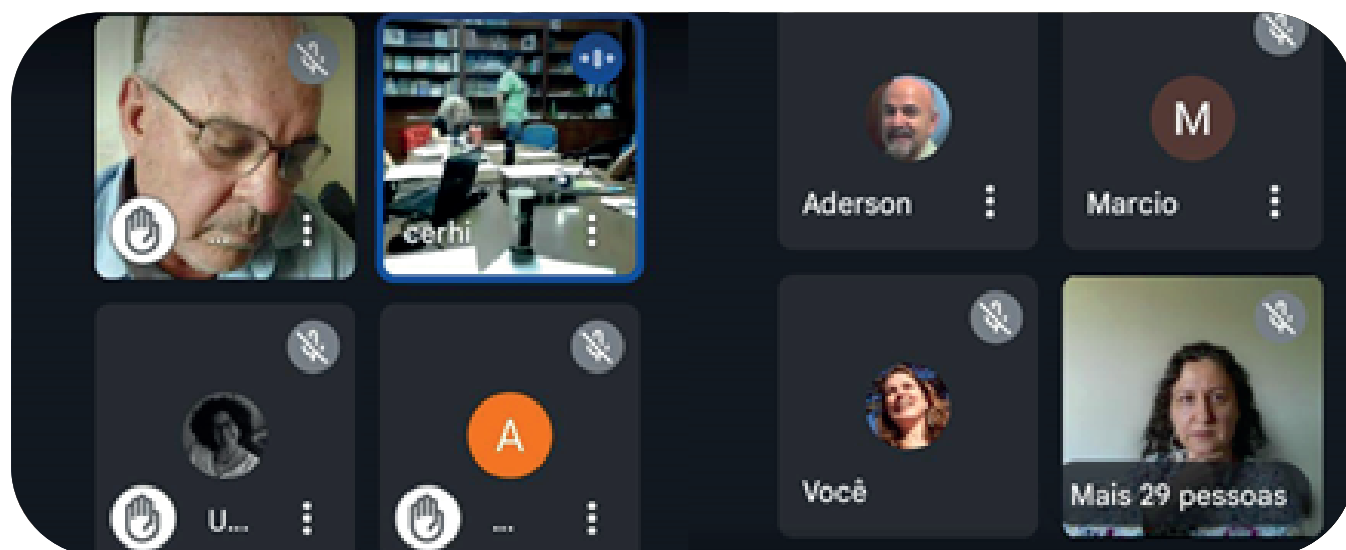 cerhi
U...
A
...
Aderson
M
Marcio
Você
Mais 29 pessoas